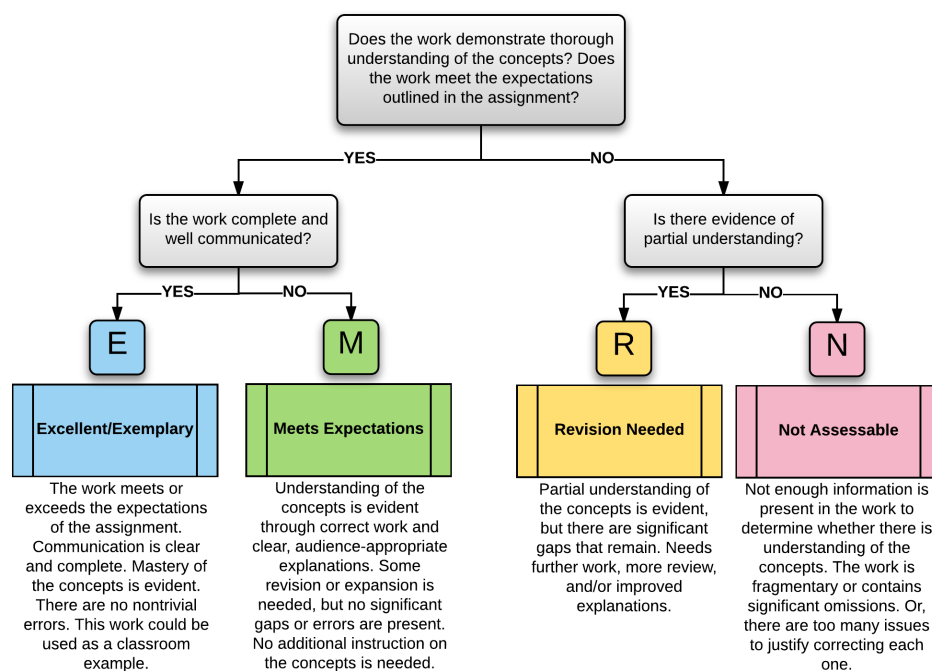 Does the work demonstrate thorough
understanding of the concepts? Does
the work meet the expectations
outlined in the assignment?
YES
NO
Is the work complete and
well communicated?
Is there evidence of
partial understanding?
YES
NO
YES
NO
E
M
R
N
Excellent/Exemplary
Meets Expectations
Revision Needed
Not Assessable
The work meets or
exceeds the expectations
of the assignment.
Communication is clear
and complete. Mastery of
the concepts is evident.
There are no nontrivial
errors. This work could be
used as a classroom
example.
Understanding of the
concepts is evident
through correct work and
clear, audience-appropriate
explanations. Some
revision or expansion is
needed, but no significant
gaps or errors are present.
No additional instruction on
the concepts is needed.
Partial understanding of
the concepts is evident,
but there are significant
gaps that remain. Needs
further work, more review,
and/or improved
explanations.
Not enough information is
present in the work to
determine whether there is
understanding of the
concepts. The work is
fragmentary or contains
significant omissions. Or,
there are too many issues
to justify correcting each
one.